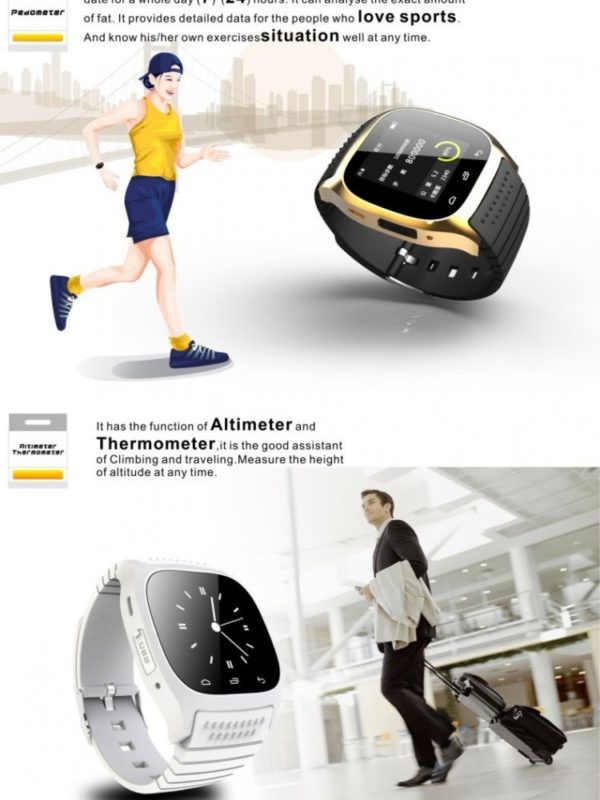 date for a whole day (7) (24) hours. It can analyse the exact amount
of fat. It provides detailed data for the people who love sports.
And know his/her own exercises situation well at any time.
Pedometer
800000
5.2
It has the function of Altimeter and
Thermometer,it is the good assistant
of Climbing and traveling.Measure the height
of altitude at any time.
Altimeter
Thermometer
USB